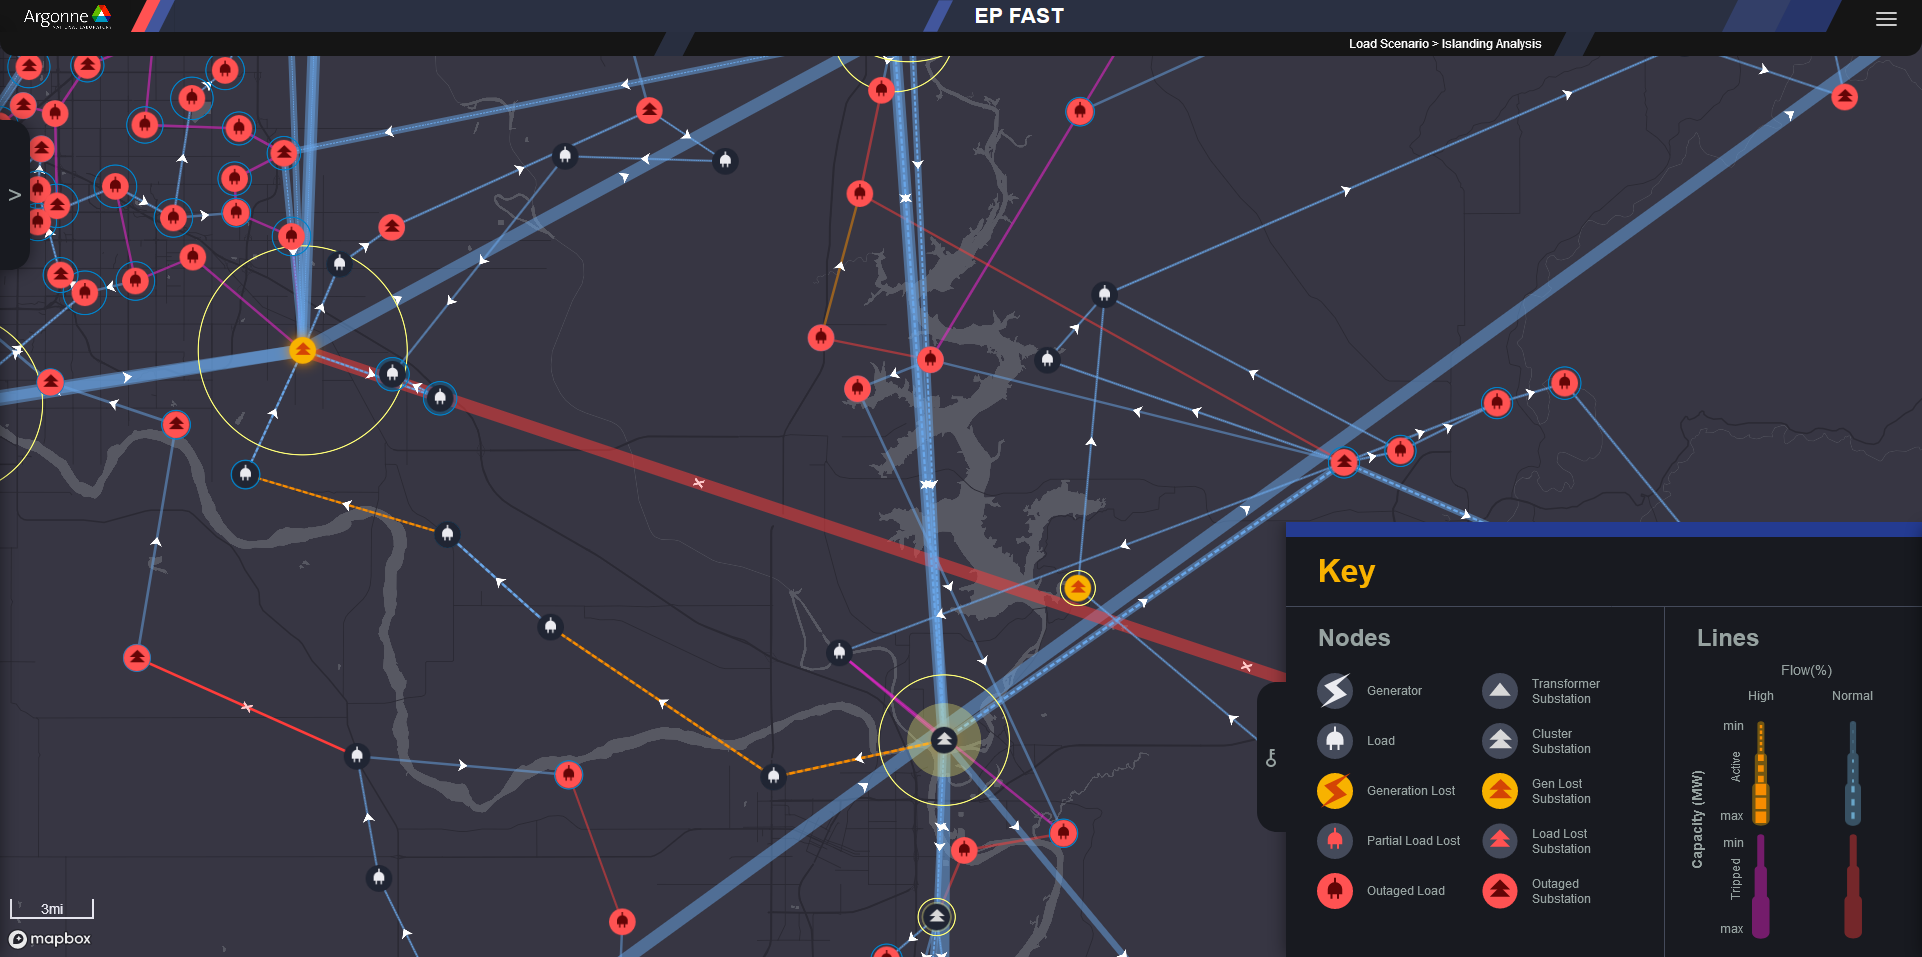 Argonne
NATIONAL LABORATORY
EP FAST
Load Scenario > Islanding Analysis
>
Key
Nodes
Generator
Transformer
Substation
Load
Cluster
Substation
Generation Lost
Gen Lost
Substation
Partial Load Lost
Load Lost
Substation
Outaged Load
Outaged
Substation
Lines
Flow(%)
High
Normal
Capacity (MW)
min
Active
max
min
Tripped
max
3mi
mapbox